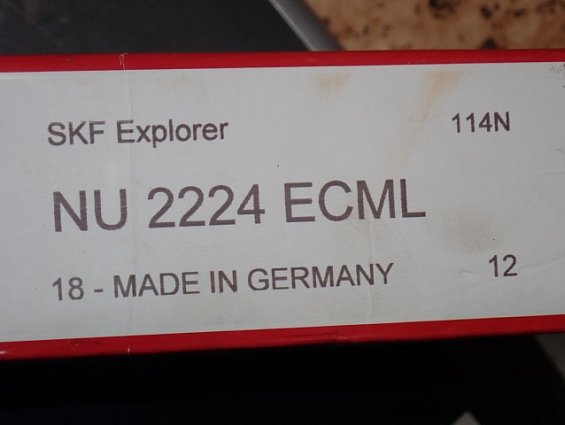 SKF Explorer 114N
NU 2224 ECML
18 - MADE IN GERMANY 12